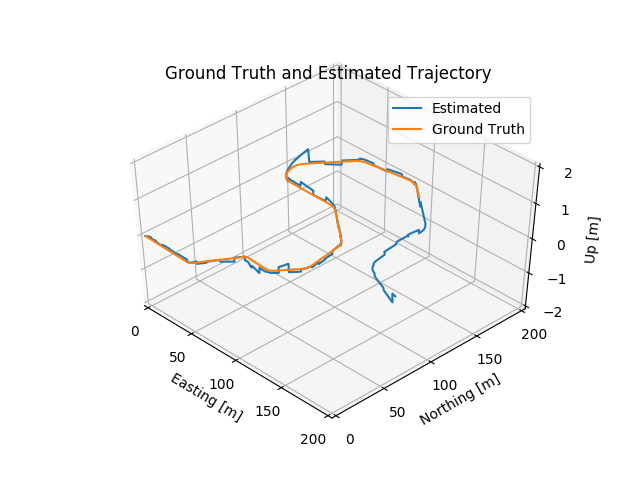 Ground Truth and Estimated Trajectory
Estimated
Ground Truth
2
1
0
−1
−2
Up [m]
0
50
100
150
200
Easting [m]
0
50
100
150
200
Northing [m]